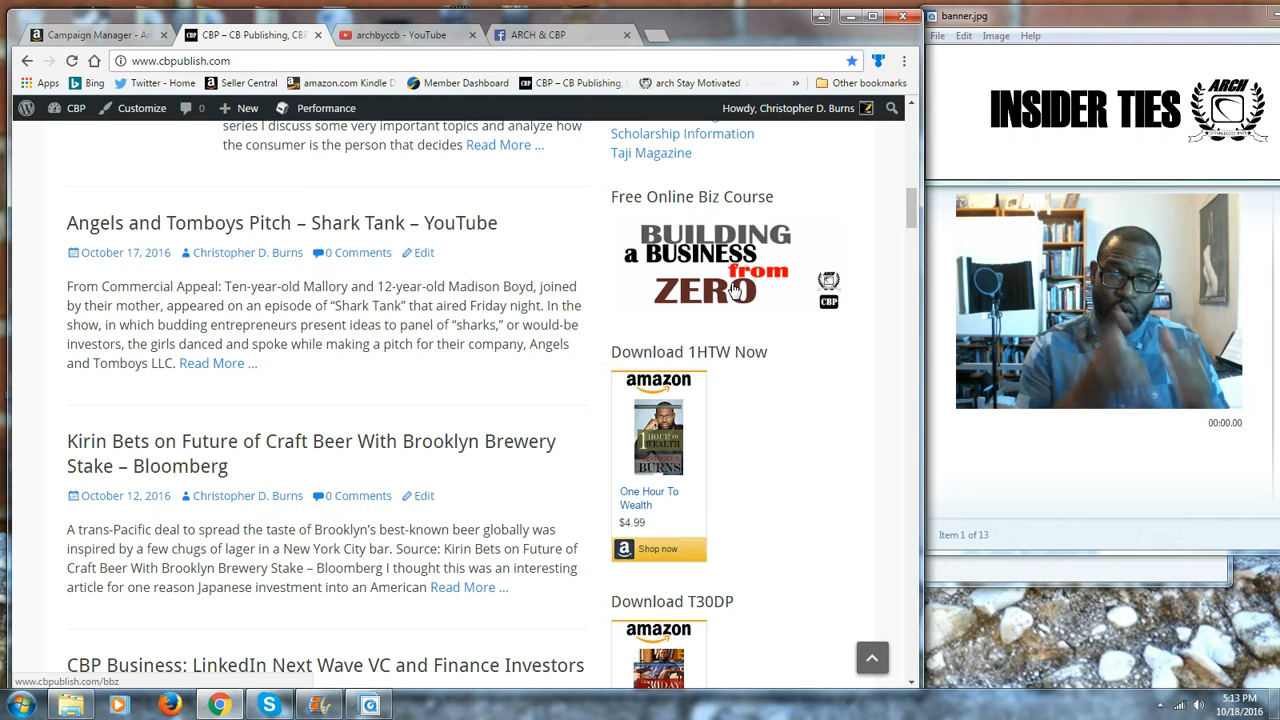 Campaign Manager - An
CBP – CB Publishing, CB
archbyccb - YouTube
ARCH & CBP
www.cbpublish.com
Apps
Bing
Twitter - Home
Seller Central
amazon.com Kindle D
Member Dashboard
CBP – CB Publishing,
arch Stay Motivated
»
Other bookmarks
CBP
Customize
0
New
Performance
Howdy, Christopher D. Burns
series I discuss some very important topics and analyze how
the consumer is the person that decides Read More ...
Angels and Tomboys Pitch – Shark Tank – YouTube
October 17, 2016 Christopher D. Burns 0 Comments Edit
From Commercial Appeal: Ten-year-old Mallory and 12-year-old Madison Boyd, joined
by their mother, appeared on an episode of “Shark Tank” that aired Friday night. In the
show, in which budding entrepreneurs present ideas to panel of “sharks,” or would-be
investors, the girls danced and spoke while making a pitch for their company, Angels
and Tomboys LLC. Read More ...
Kirin Bets on Future of Craft Beer With Brooklyn Brewery
Stake – Bloomberg
October 12, 2016 Christopher D. Burns 0 Comments Edit
A trans-Pacific deal to spread the taste of Brooklyn’s best-known beer globally was
inspired by a few chugs of lager in a New York City bar. Source: Kirin Bets on Future of
Craft Beer With Brooklyn Brewery Stake – Bloomberg I thought this was an interesting
article for one reason Japanese investment into an American Read More ...
CBP Business: LinkedIn Next Wave VC and Finance Investors
www.cbpublish.com/bbz
Scholarship Information
Taji Magazine
Free Online Biz Course
BUILDING
a BUSINESS
from
ZERO
CBP
Download 1HTW Now
amazon
1 HOUR TO
WEALTH
BURNS
One Hour To
Wealth
$4.99
Shop now
Download T30DP
amazon
30 DAY
banner.jpg
File Edit Image Help
INSIDER TIES
ARCH
00:00.00
Item 1 of 13
5:13 PM
10/18/2016